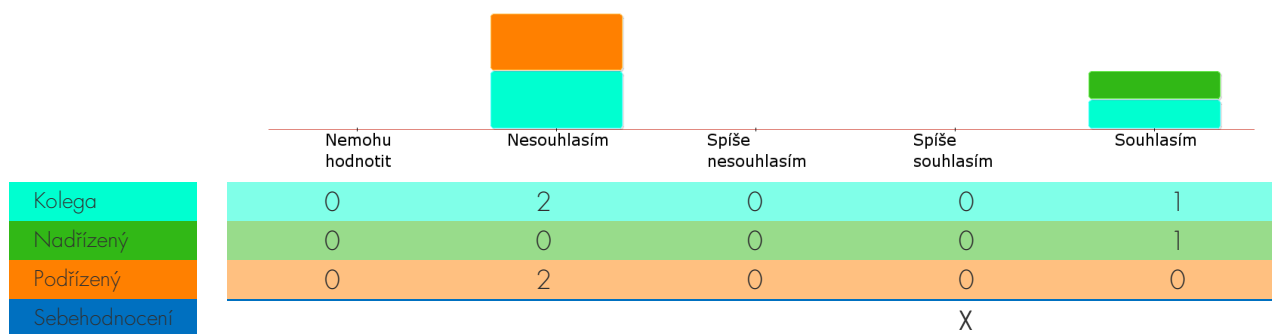 Nemohu hodnotit
Nesouhlasím
Spíše nesouhlasím
Spíše souhlasím
Souhlasím
Kolega 0 2 0 0 1
Nadřízený 0 0 0 0 1
Podřízený 0 2 0 0 0
Sebehodnocení X